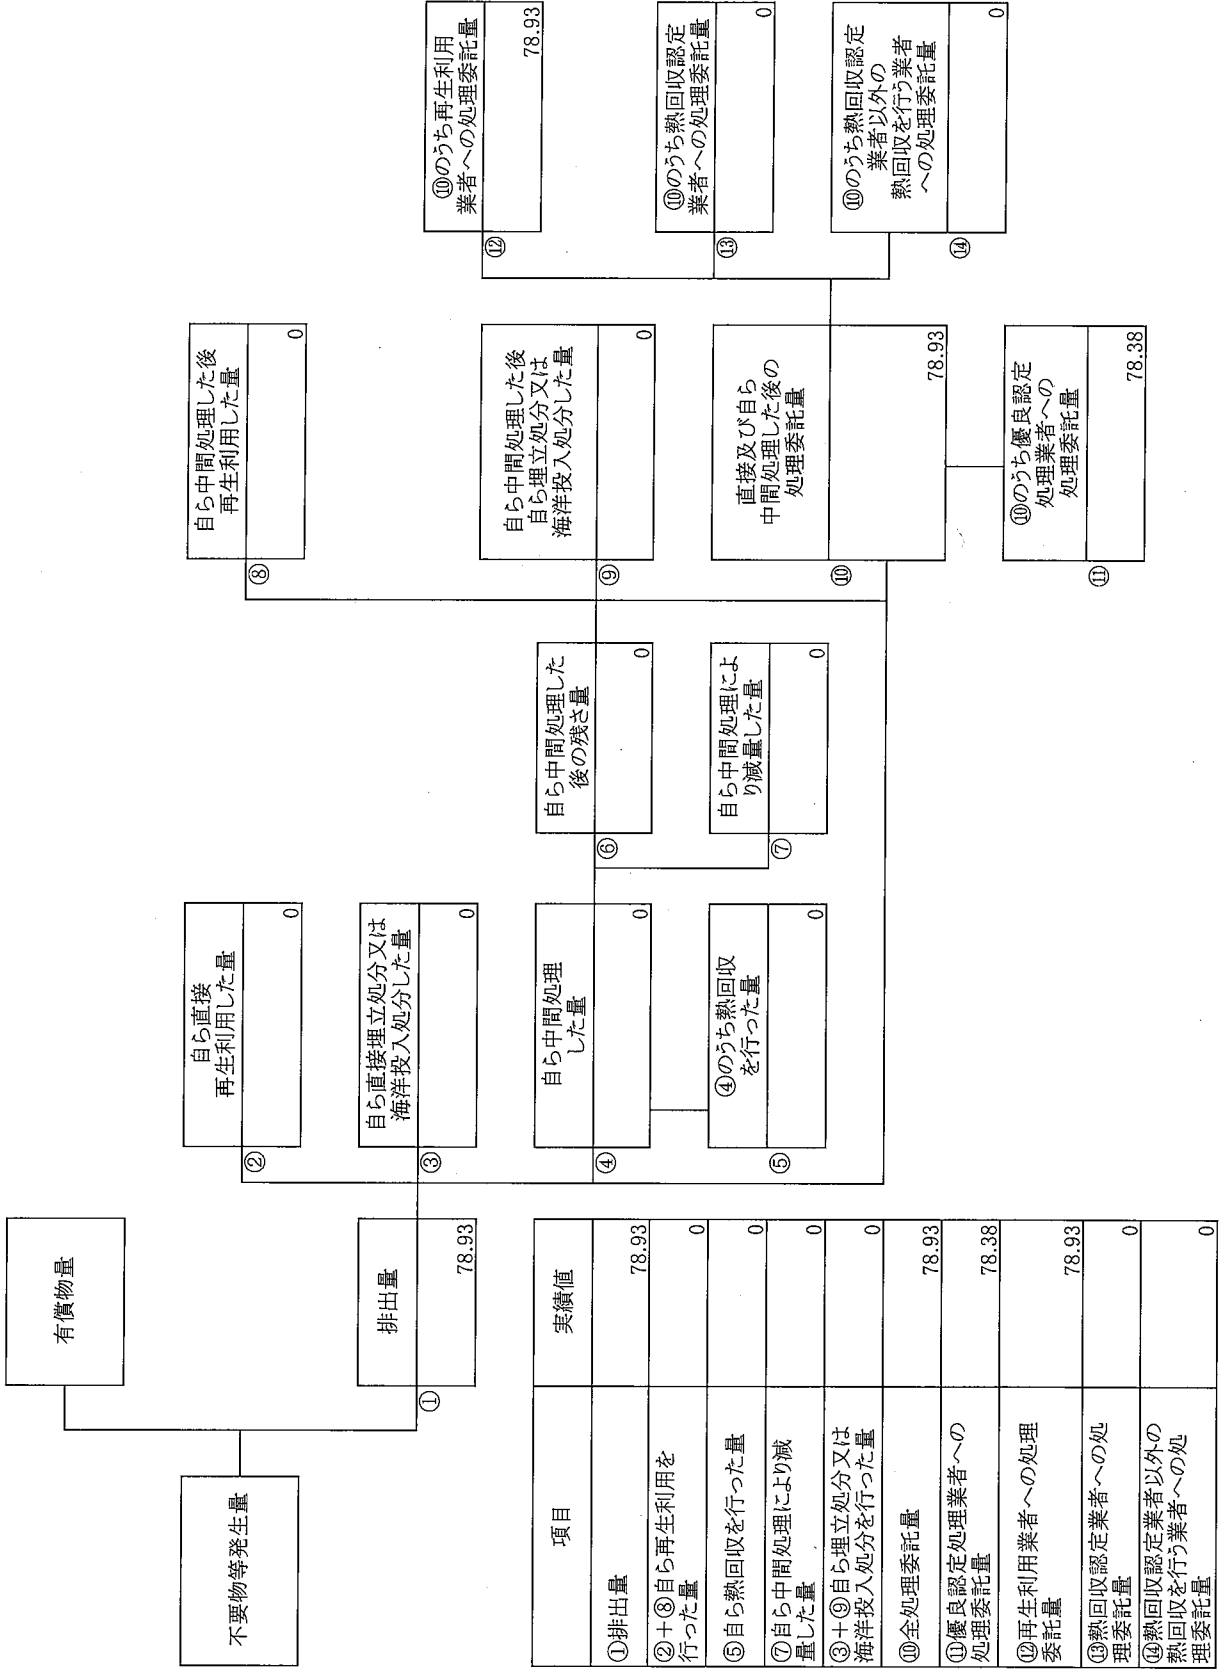 不要物等発生量
有償物量
排出量
①
78.93
自ら直接
再生利用した量
②
0
自ら直接埋立処分又は
海洋投入処分した量
③
0
自ら中間処理
した量
④
0
④のうち熱回収
を行った量
⑤
0
自ら中間処理した
後の残さ量
⑥
0
自ら中間処理によ
り減量した量
⑦
0
自ら中間処理した後
再生利用した量
⑧
0
自ら中間処理した後
自ら埋立処分又は
海洋投入処分した量
⑨
0
直接及び自ら
中間処理した後の
処理委託量
⑩
78.93
⑩のうち優良認定
処理業者への
処理委託量
⑪
78.38
⑩のうち再生利用
業者への処理委託量
⑫
78.93
⑩のうち熱回収認定
業者への処理委託量
⑬
0
⑩のうち熱回収認定
業者以外の
熱回収を行う業者
への処理委託量
⑭
0
項目 実績値
①排出量 78.93
②+⑧自ら再生利用を
行った量 0
⑤自ら熱回収を行った量 0
⑦自ら中間処理により減
量した量 0
③+⑨自ら埋立処分又は
海洋投入処分を行った量 0
⑩全処理委託量 78.93
⑪優良認定処理業者への
処理委託量 78.38
⑫再生利用業者への処理
委託量 78.93
⑬熱回収認定業者への処
理委託量 0
⑭熱回収認定業者以外の
熱回収を行う業者への処
理委託量 0